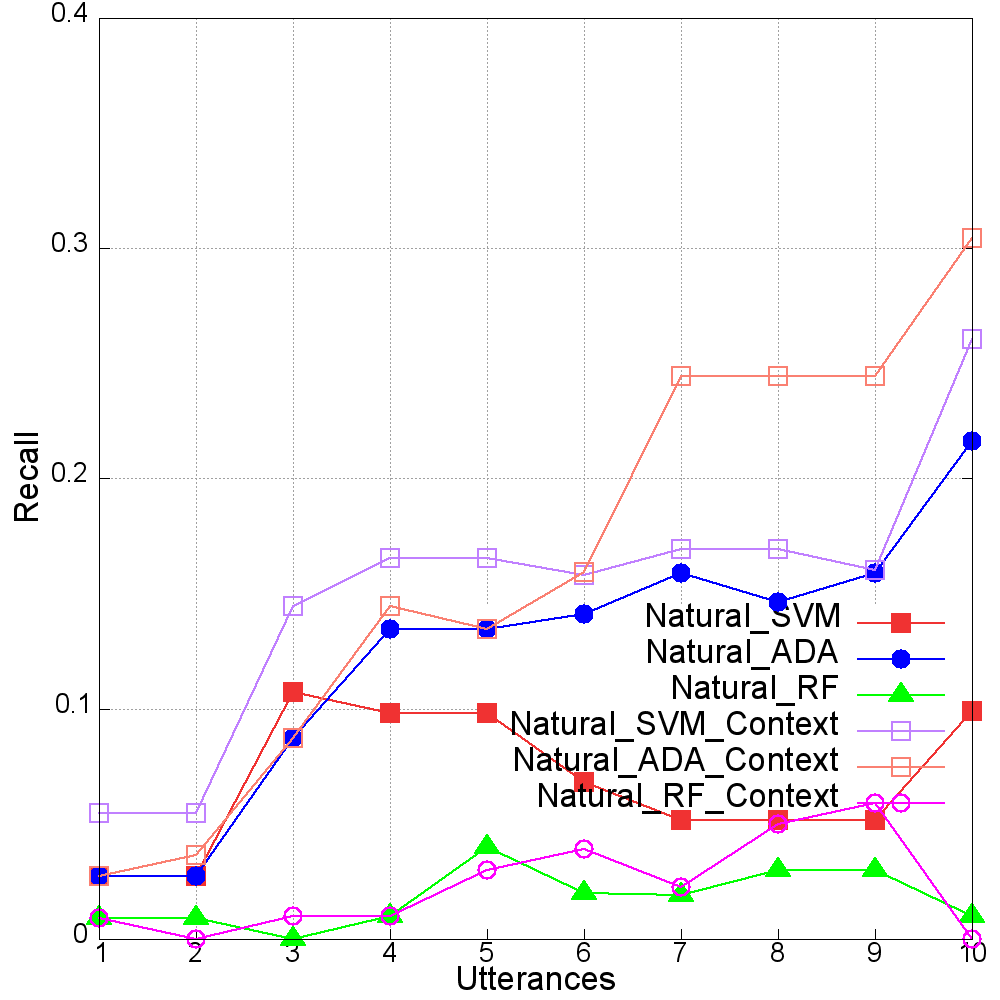 0.4
0.3
0.2
0.1
0
Recall
Natural_SVM
Natural_ADA
Natural_RF
Natural_SVM_Context
Natural_ADA_Context
Natural_RF_Context
1 2 3 4 5 6 7 8 9 10
Utterances